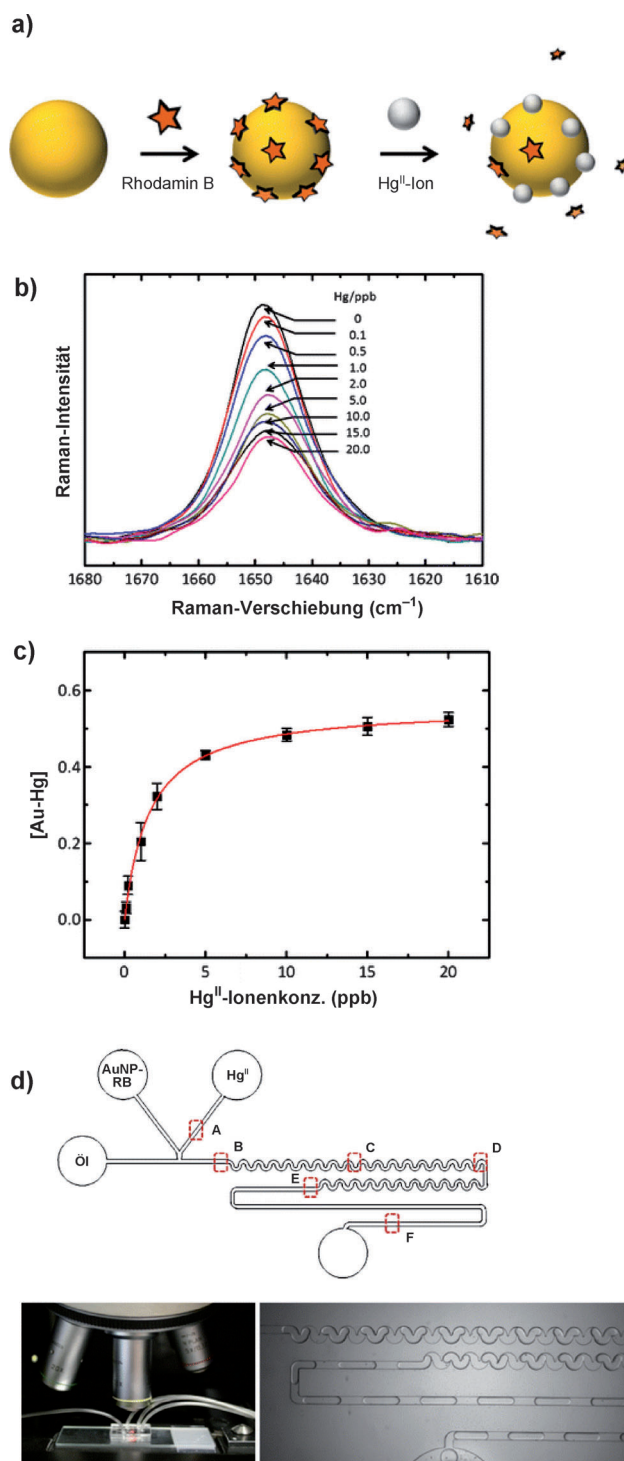 a)
Rhodamin B
Hg^II-Ion
b)
Hg/ppb
0
0.1
0.5
1.0
2.0
5.0
10.0
15.0
20.0
Raman-Intensität
1680 1670 1660 1650 1640 1630 1620 1610
Raman-Verschiebung (cm⁻¹)
c)
0.6
0.4
0.2
0.0
[Au-Hg]
0 5 10 15 20
Hg^II-Ionenkonz. (ppb)
d)
AuNP-
RB
Hg^II
A
Öl
B
C
D
E
F